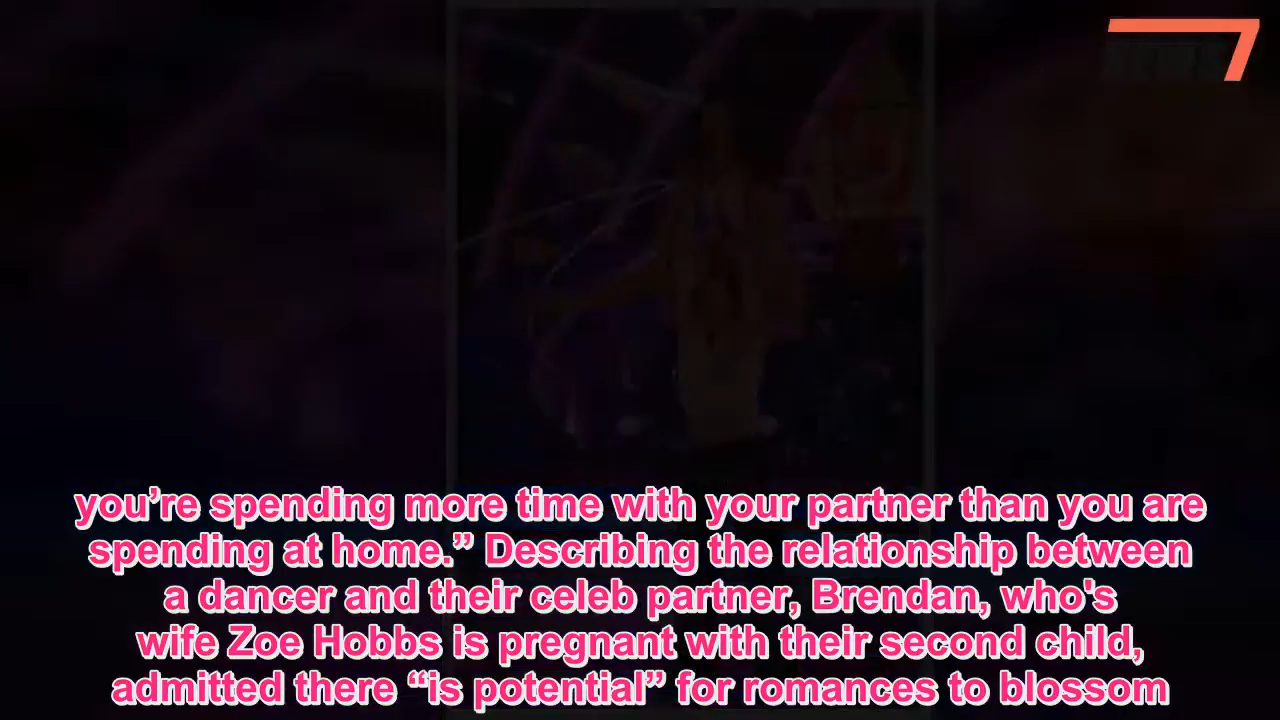 you’re spending more time with your partner than you are
spending at home.” Describing the relationship between
a dancer and their celeb partner, Brendan, who's
wife Zoe Hobbs is pregnant with their second child,
admitted there “is potential” for romances to blossom